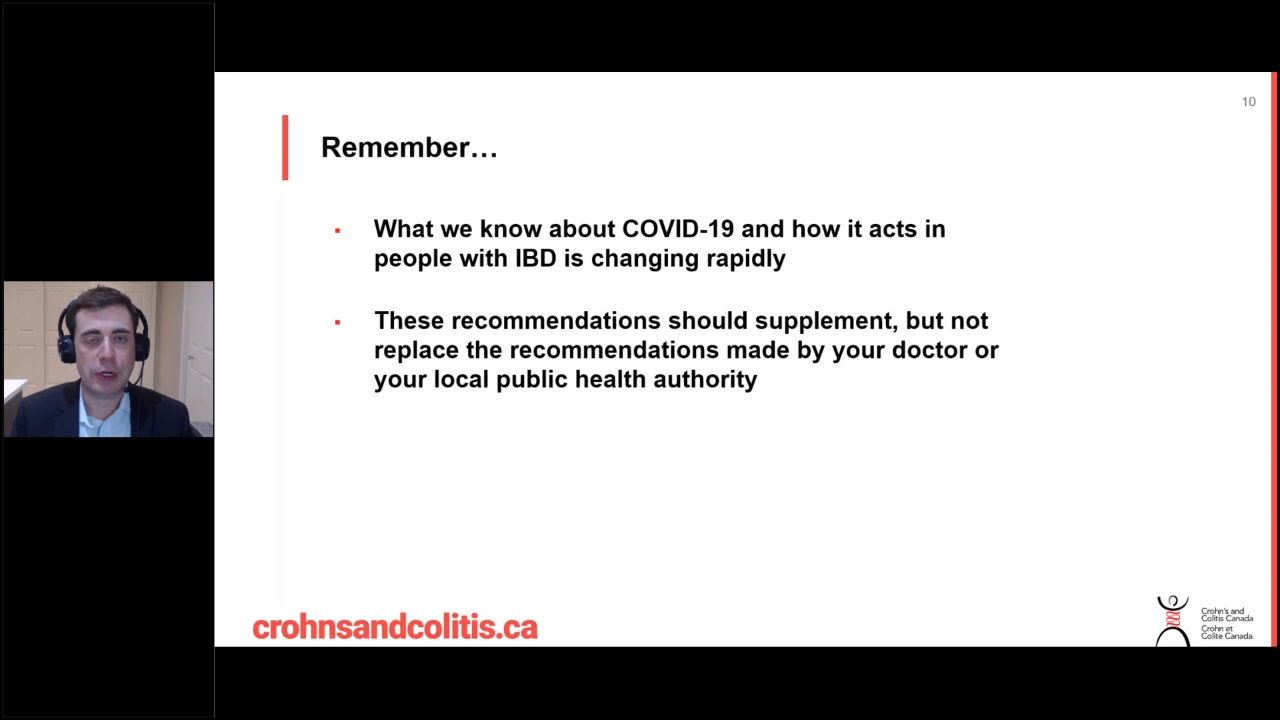 10
Remember…
What we know about COVID-19 and how it acts in
people with IBD is changing rapidly
These recommendations should supplement, but not
replace the recommendations made by your doctor or
your local public health authority
crohnsandcolitis.ca
Crohn's and
Colitis Canada
Crohn et
Colite Canada